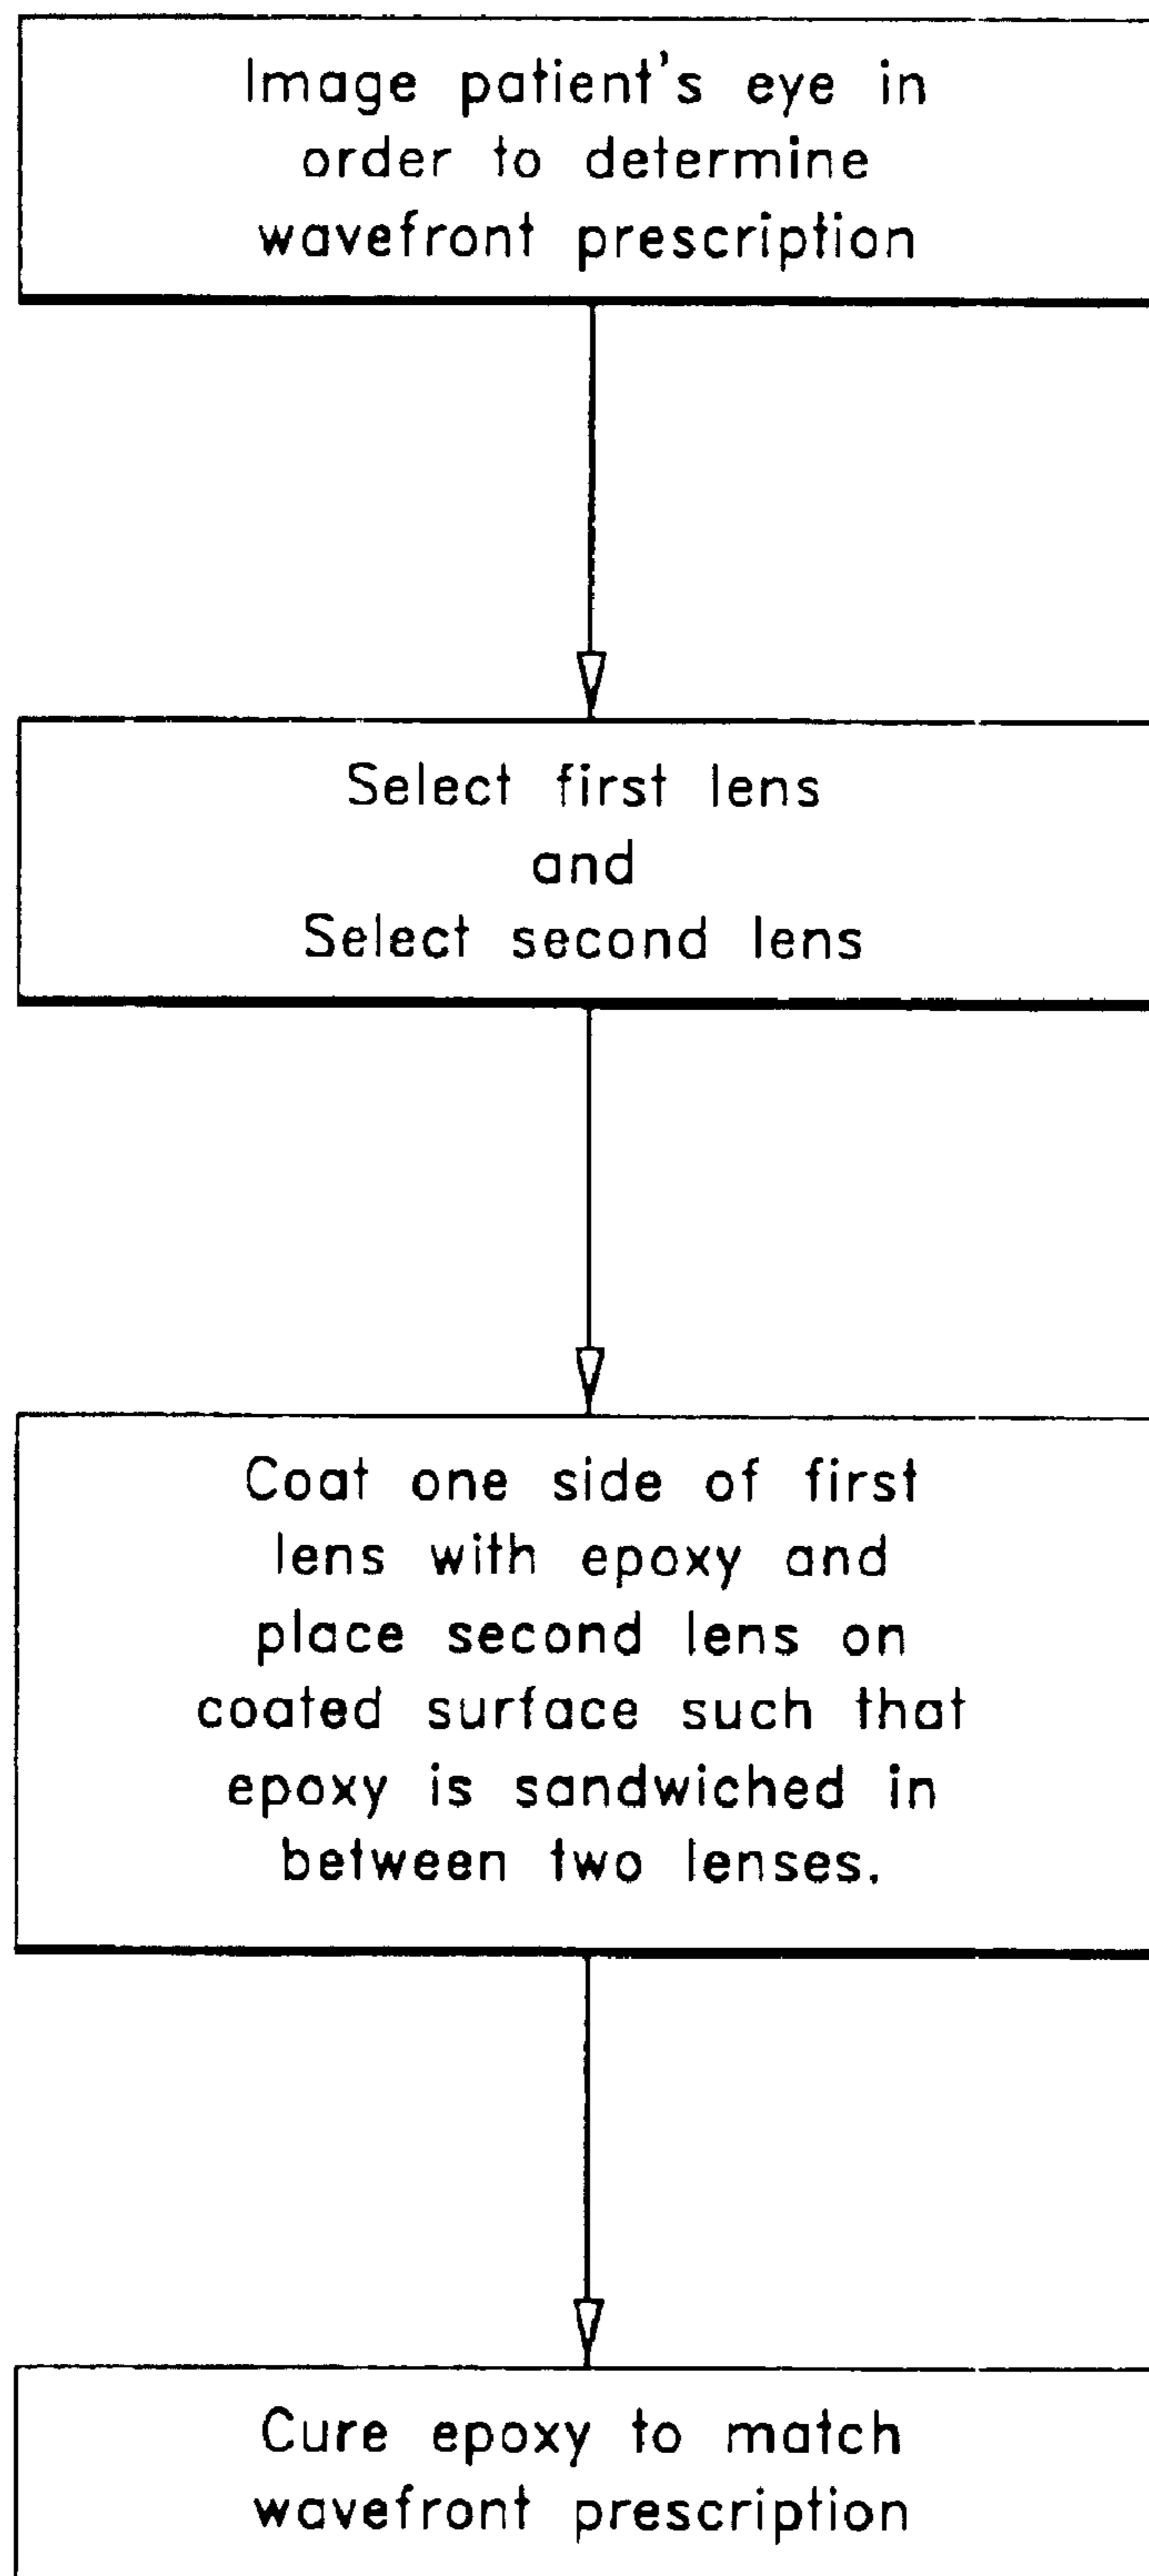 Image patient's eye in
order to determine
wavefront prescription
Select first lens
and
Select second lens
Coat one side of first
lens with epoxy and
place second lens on
coated surface such that
epoxy is sandwiched in
between two lenses.
Cure epoxy to match
wavefront prescription